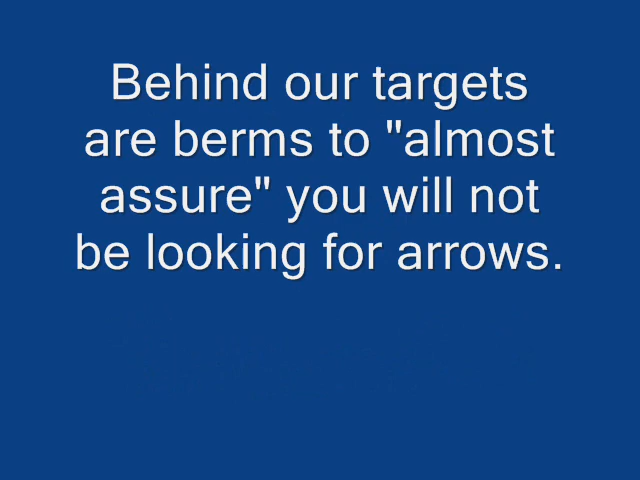 Behind our targets
are berms to "almost
assure" you will not
be looking for arrows.